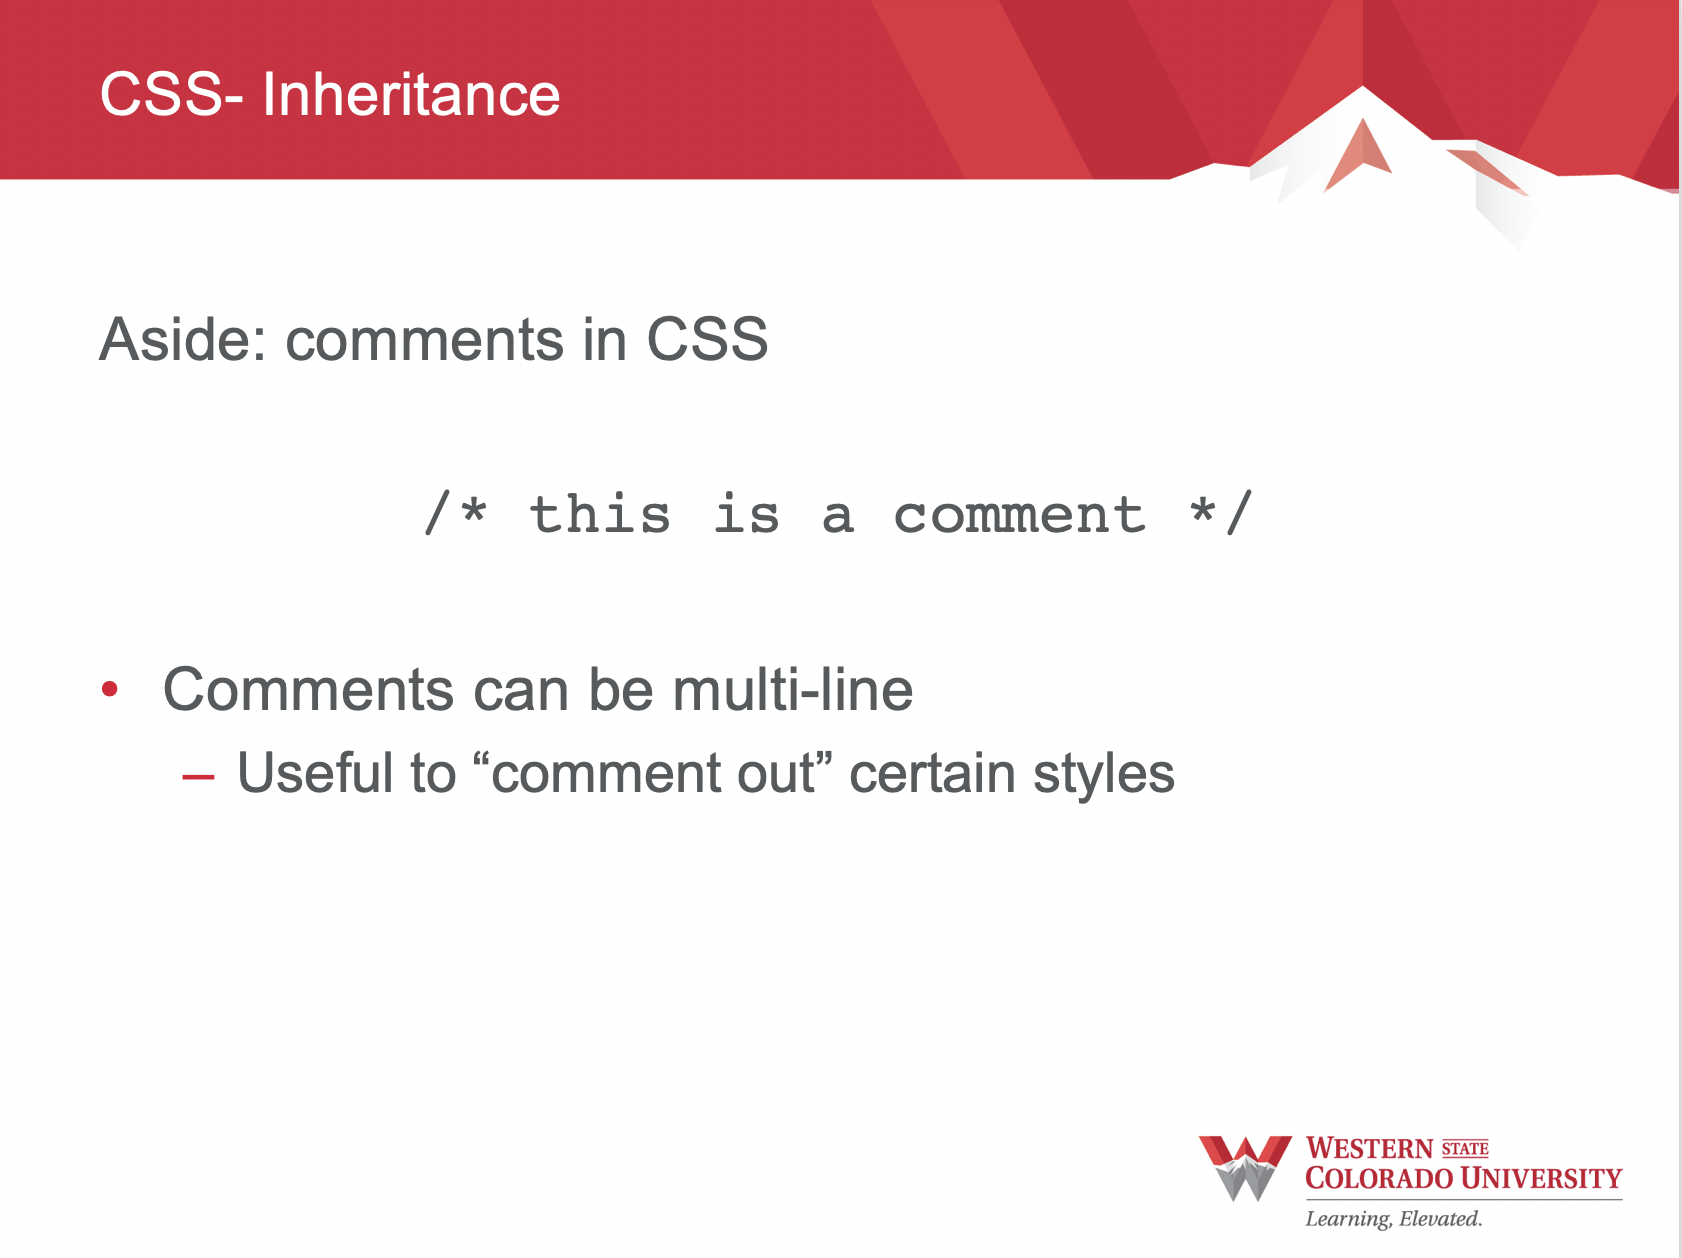 CSS- Inheritance
Aside: comments in CSS
/* this is a comment */
• Comments can be multi-line
– Useful to “comment out” certain styles
WESTERN STATE
COLORADO UNIVERSITY
Learning, Elevated.